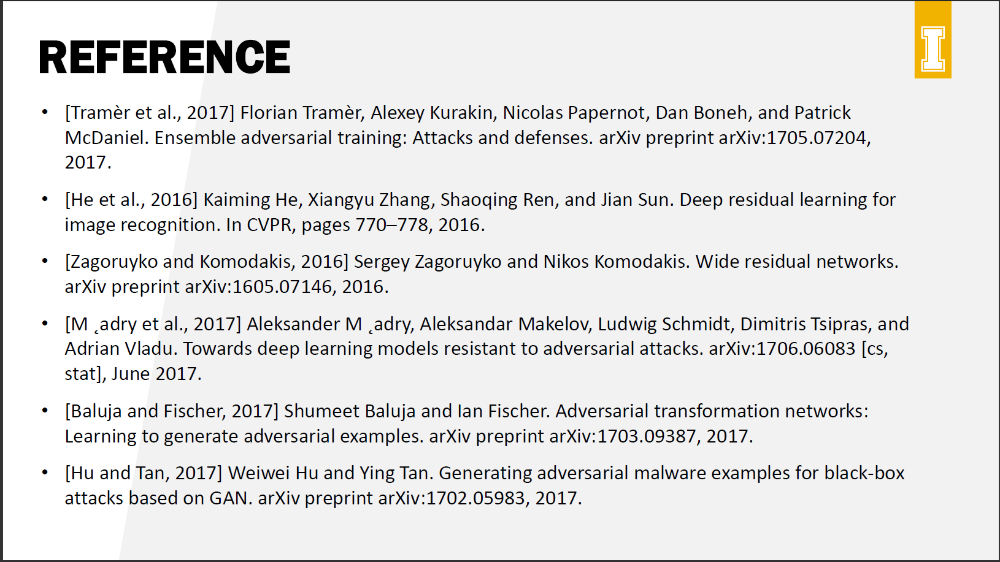 REFERENCE
I
• [Tramèr et al., 2017] Florian Tramèr, Alexey Kurakin, Nicolas Papernot, Dan Boneh, and Patrick
McDaniel. Ensemble adversarial training: Attacks and defenses. arXiv preprint arXiv:1705.07204,
2017.
• [He et al., 2016] Kaiming He, Xiangyu Zhang, Shaoqing Ren, and Jian Sun. Deep residual learning for
image recognition. In CVPR, pages 770–778, 2016.
• [Zagoruyko and Komodakis, 2016] Sergey Zagoruyko and Nikos Komodakis. Wide residual networks.
arXiv preprint arXiv:1605.07146, 2016.
• [M ˛adry et al., 2017] Aleksander M ˛adry, Aleksandar Makelov, Ludwig Schmidt, Dimitris Tsipras, and
Adrian Vladu. Towards deep learning models resistant to adversarial attacks. arXiv:1706.06083 [cs,
stat], June 2017.
• [Baluja and Fischer, 2017] Shumeet Baluja and Ian Fischer. Adversarial transformation networks:
Learning to generate adversarial examples. arXiv preprint arXiv:1703.09387, 2017.
• [Hu and Tan, 2017] Weiwei Hu and Ying Tan. Generating adversarial malware examples for black-box
attacks based on GAN. arXiv preprint arXiv:1702.05983, 2017.